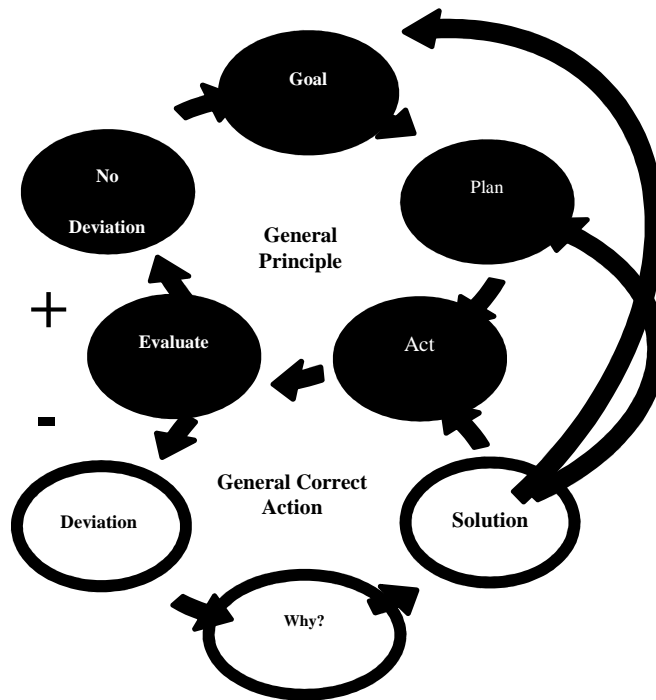 Goal
No
Deviation
Plan
General
Principle
+
Evaluate
Act
-
General Correct
Action
Deviation
Solution
Why?